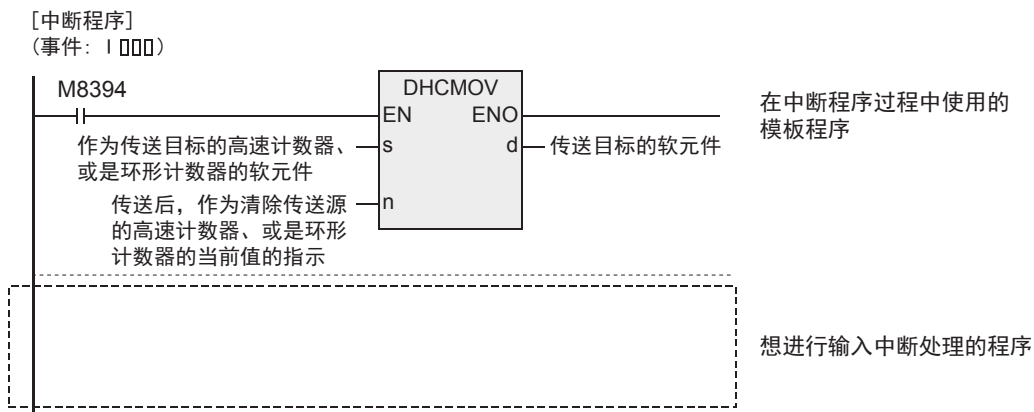 [中断程序]
(事件: I□□□)
M8394
DHCMOV
EN ENO
作为传送目标的高速计数器、
或是环形计数器的软元件
s d
传送目标的软元件
传送后，作为清除传送源
的高速计数器、或是环形
计数器的当前值的指示
n
在中断程序过程中使用的
模板程序
想进行输入中断处理的程序